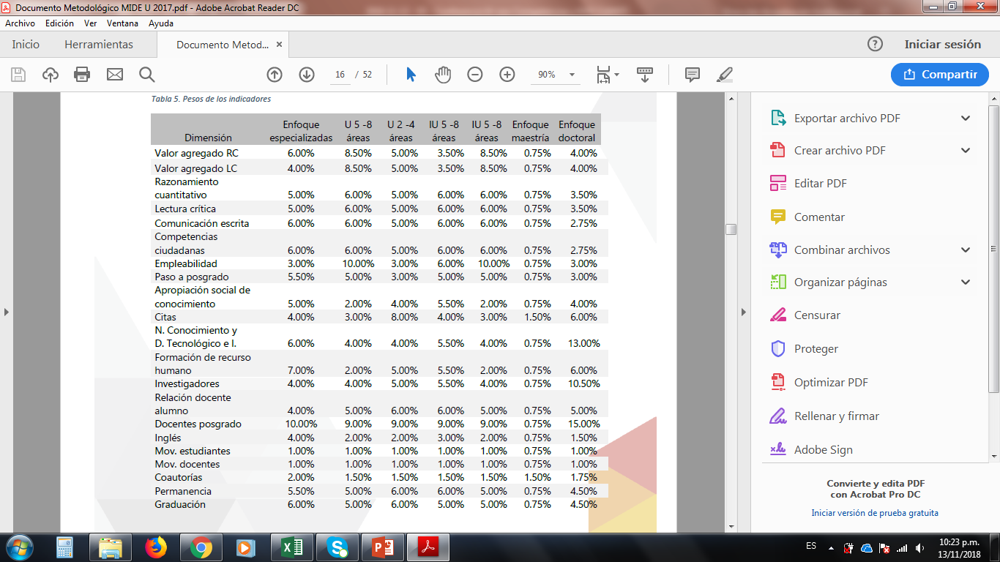 Documento Metodológico MIDE U 2017.pdf - Adobe Acrobat Reader DC
Archivo Edición Ver Ventana Ayuda
Inicio Herramientas Documento Metod... × Iniciar sesión
16 / 52 90% Compartir
Tabla 5. Pesos de los indicadores
Enfoque U 5 -8 U 2 -4 IU 5 -8 IU 5 -8 Enfoque Enfoque
Dimensión especializadas áreas áreas áreas áreas maestría doctoral
Valor agregado RC 6.00% 8.50% 5.00% 3.50% 8.50% 0.75% 4.00%
Valor agregado LC 4.00% 8.50% 5.00% 3.50% 8.50% 0.75% 4.00%
Razonamiento
cuantitativo 5.00% 6.00% 5.00% 6.00% 6.00% 0.75% 3.50%
Lectura crítica 5.00% 6.00% 5.00% 6.00% 6.00% 0.75% 3.50%
Comunicación escrita 6.00% 6.00% 5.00% 6.00% 6.00% 0.75% 2.75%
Competencias
ciudadanas 6.00% 6.00% 5.00% 6.00% 6.00% 0.75% 2.75%
Empleabilidad 3.00% 10.00% 3.00% 6.00% 10.00% 0.75% 3.00%
Paso a posgrado 5.50% 5.00% 3.00% 5.00% 5.00% 0.75% 3.00%
Apropiación social de
conocimiento 5.00% 2.00% 4.00% 5.50% 2.00% 0.75% 4.00%
Citas 4.00% 3.00% 8.00% 4.00% 3.00% 1.50% 6.00%
N. Conocimiento y
D. Tecnológico e I. 6.00% 4.00% 4.00% 5.50% 4.00% 0.75% 13.00%
Formación de recurso
humano 7.00% 2.00% 5.00% 5.50% 2.00% 0.75% 6.00%
Investigadores 4.00% 4.00% 5.00% 5.50% 4.00% 0.75% 10.50%
Relación docente
alumno 4.00% 5.00% 6.00% 6.00% 5.00% 0.75% 5.00%
Docentes posgrado 10.00% 9.00% 9.00% 9.00% 9.00% 0.75% 15.00%
Inglés 4.00% 2.00% 2.00% 3.00% 2.00% 0.75% 1.50%
Mov. estudiantes 1.00% 1.00% 1.00% 1.00% 1.00% 0.75% 1.00%
Mov. docentes 1.00% 1.00% 1.00% 1.00% 1.00% 0.75% 1.00%
Coautorías 2.00% 1.50% 1.50% 1.50% 1.50% 1.50% 1.75%
Permanencia 5.50% 5.00% 6.00% 6.00% 5.00% 0.75% 4.50%
Graduación 6.00% 5.00% 6.00% 5.00% 5.00% 0.75% 4.50%
Exportar archivo PDF
Crear archivo PDF
Editar PDF
Comentar
Combinar archivos
Organizar páginas
Censurar
Proteger
Optimizar PDF
Rellenar y firmar
Adobe Sign
Convierte y edita PDF
con Acrobat Pro DC
Iniciar versión de prueba gratuita
ES 10:23 p.m.
13/11/2018